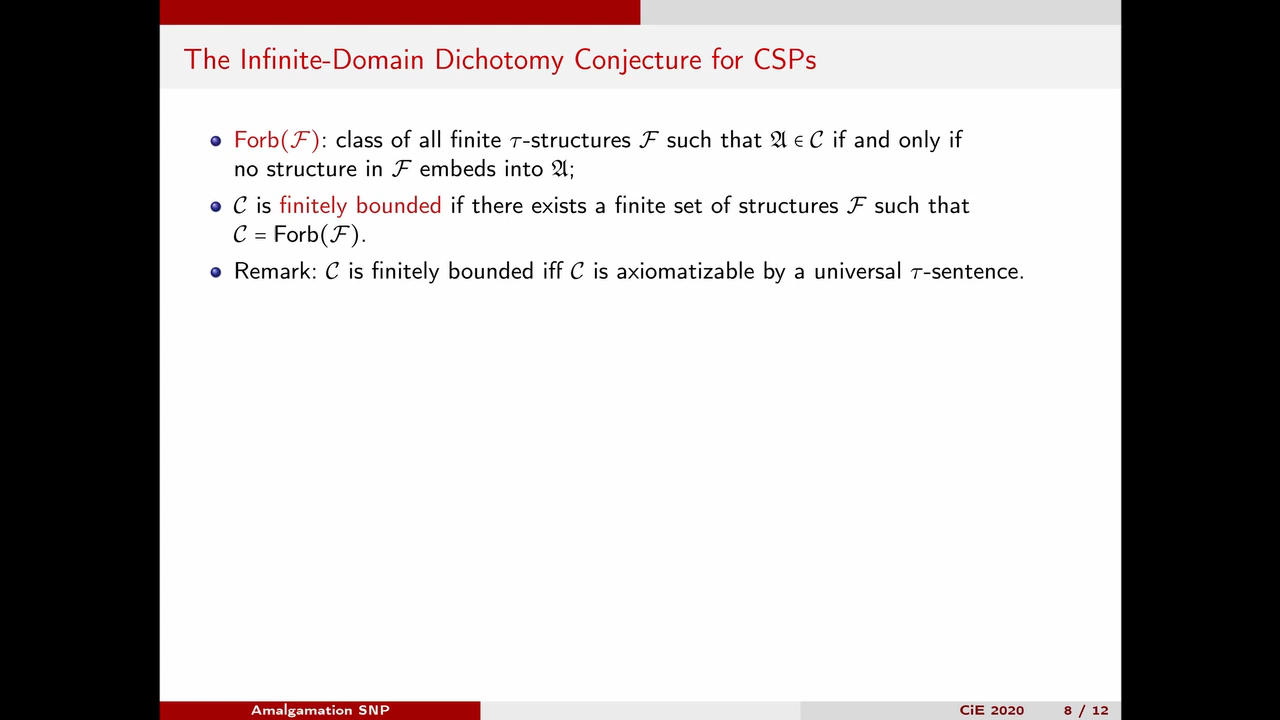 The Infinite-Domain Dichotomy Conjecture for CSPs
Forb(ℱ): class of all finite τ-structures ℱ such that 𝔄 ∈ 𝒞 if and only if
no structure in ℱ embeds into 𝔄;
𝒞 is finitely bounded if there exists a finite set of structures ℱ such that
𝒞 = Forb(ℱ).
Remark: 𝒞 is finitely bounded iff 𝒞 is axiomatizable by a universal τ-sentence.
Amalgamation SNP
CiE 2020 8 / 12